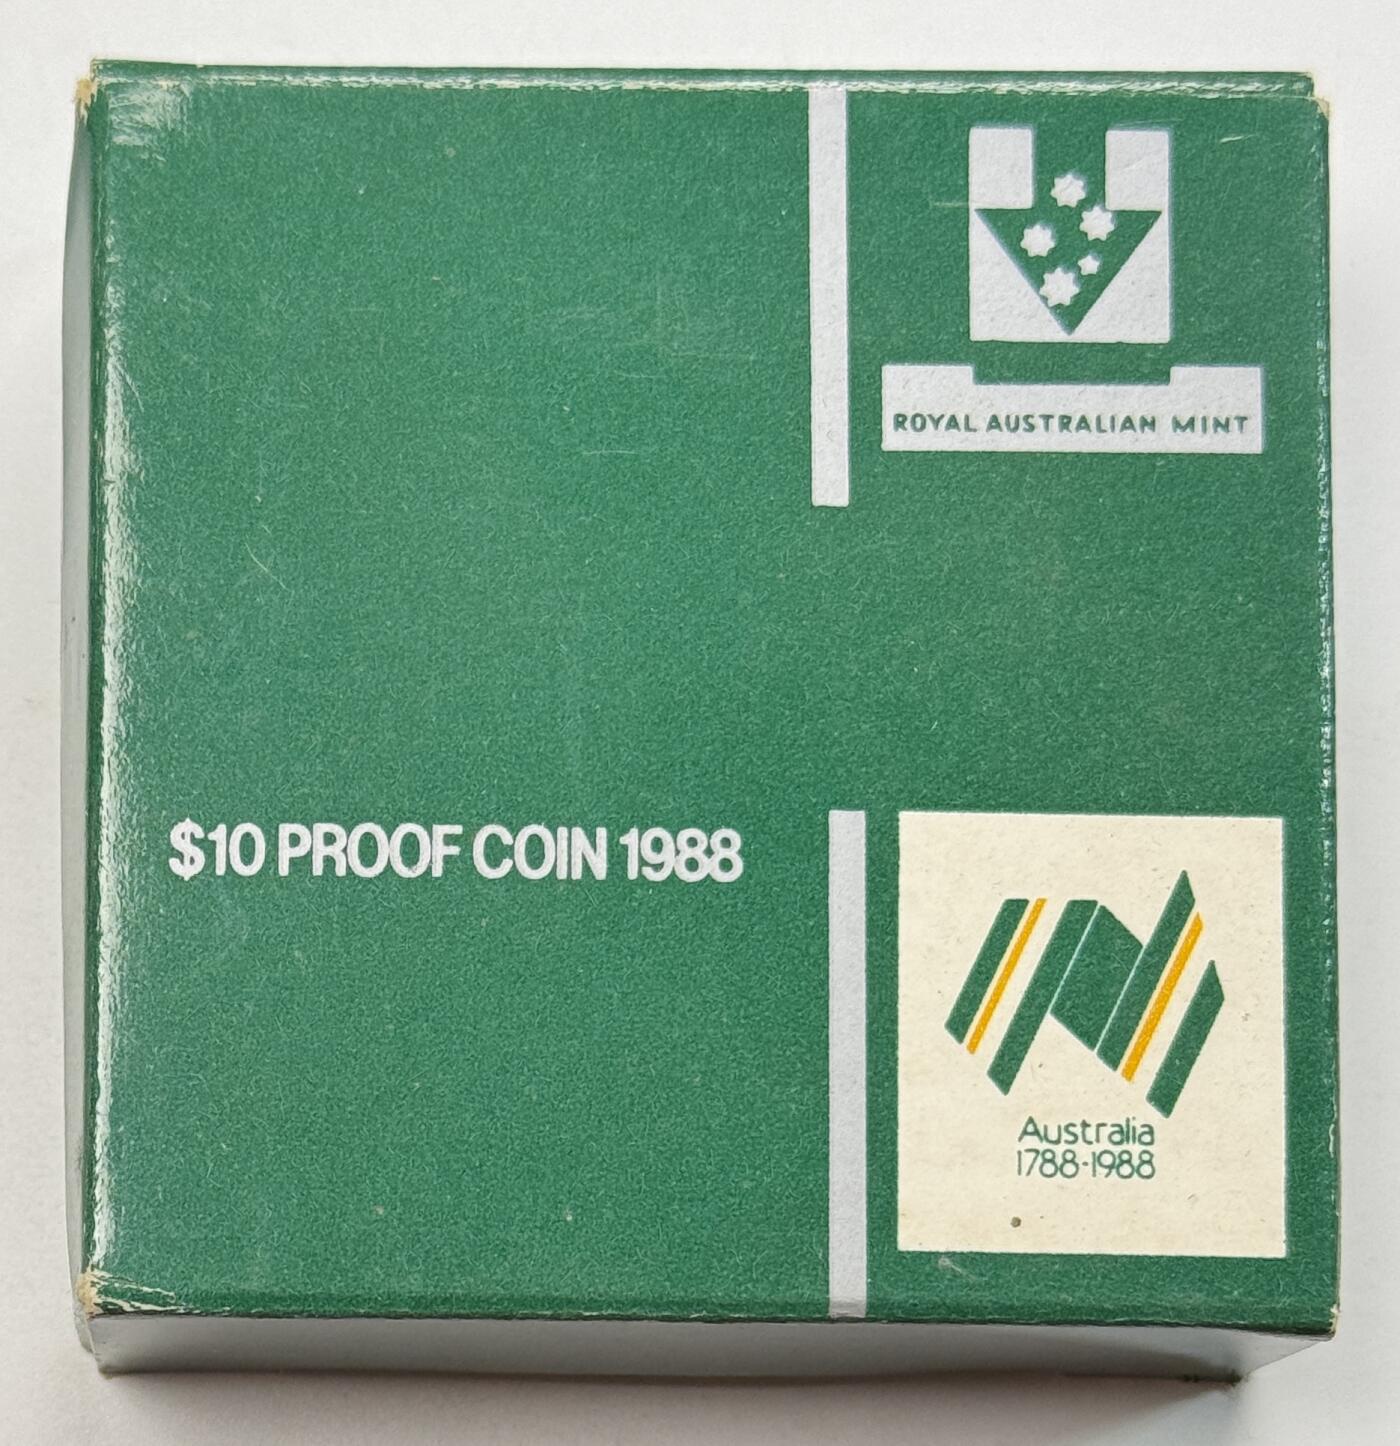 ROYAL AUSTRALIAN MINT
$10 PROOF COIN 1988
Australia
1788-1988